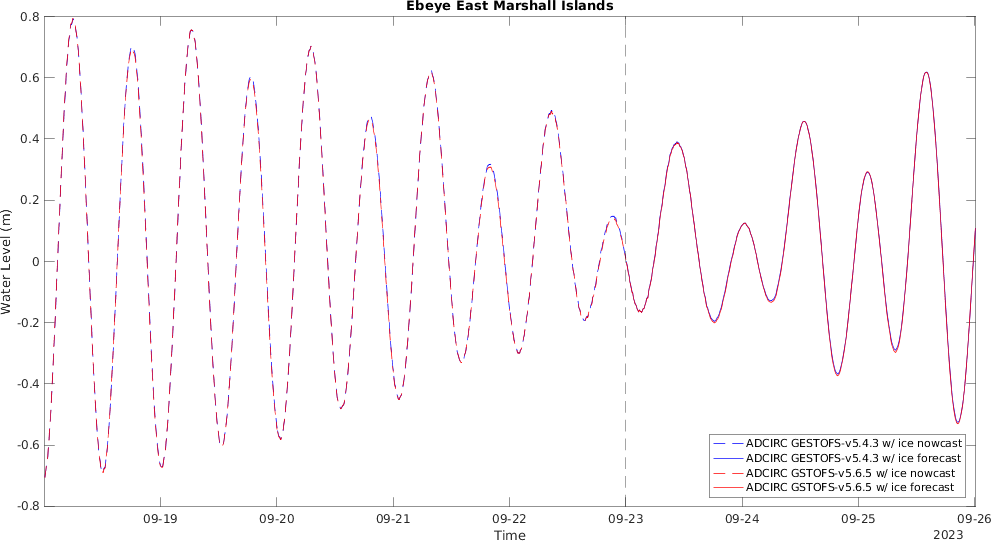 Ebeye East Marshall Islands
0.8
0.6
0.4
0.2
0
-0.2
-0.4
-0.6
-0.8
Water Level (m)
ADCIRC GESTOFS-v5.4.3 w/ ice nowcast
ADCIRC GESTOFS-v5.4.3 w/ ice forecast
ADCIRC GSTOFS-v5.6.5 w/ ice nowcast
ADCIRC GSTOFS-v5.6.5 w/ ice forecast
09-19 09-20 09-21 09-22 09-23 09-24 09-25 09-26
Time 2023